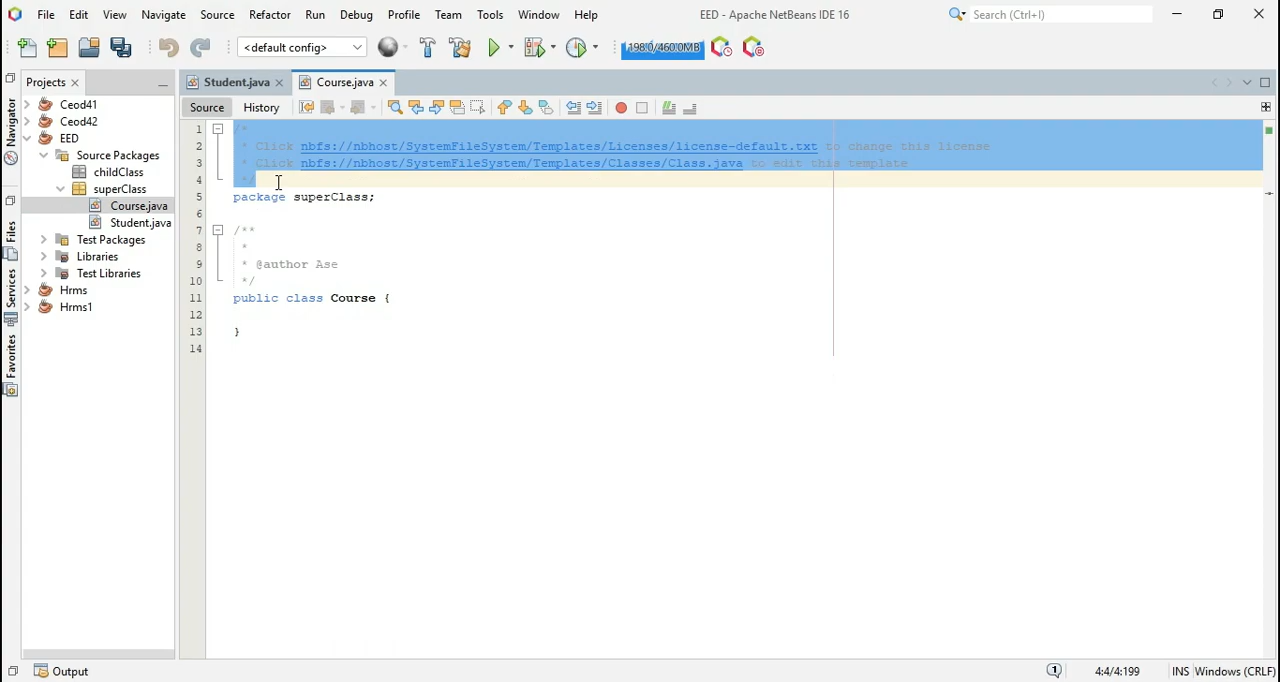 File Edit View Navigate Source Refactor Run Debug Profile Team Tools Window Help EED - Apache NetBeans IDE 16 Search (Ctrl+I)
<default config> 198.0/460.0MB
Projects Student.java Course.java
Source History
Navigator
Files
Services
Favorites
Ceod41
Ceod42
EED
Source Packages
childClass
superClass
Course.java
Student.java
Test Packages
Libraries
Test Libraries
Hrms
Hrms1
1 /*
2 * Click nbfs://nbhost/SystemFileSystem/Templates/Licenses/license-default.txt to change this license
3 * Click nbfs://nbhost/SystemFileSystem/Templates/Classes/Class.java to edit this template
4 */
5 package superClass;
6
7 /**
8 *
9 * @author Ase
10 */
11 public class Course {
12
13 }
14
Output 1 4:4/4:199 INS Windows (CRLF)